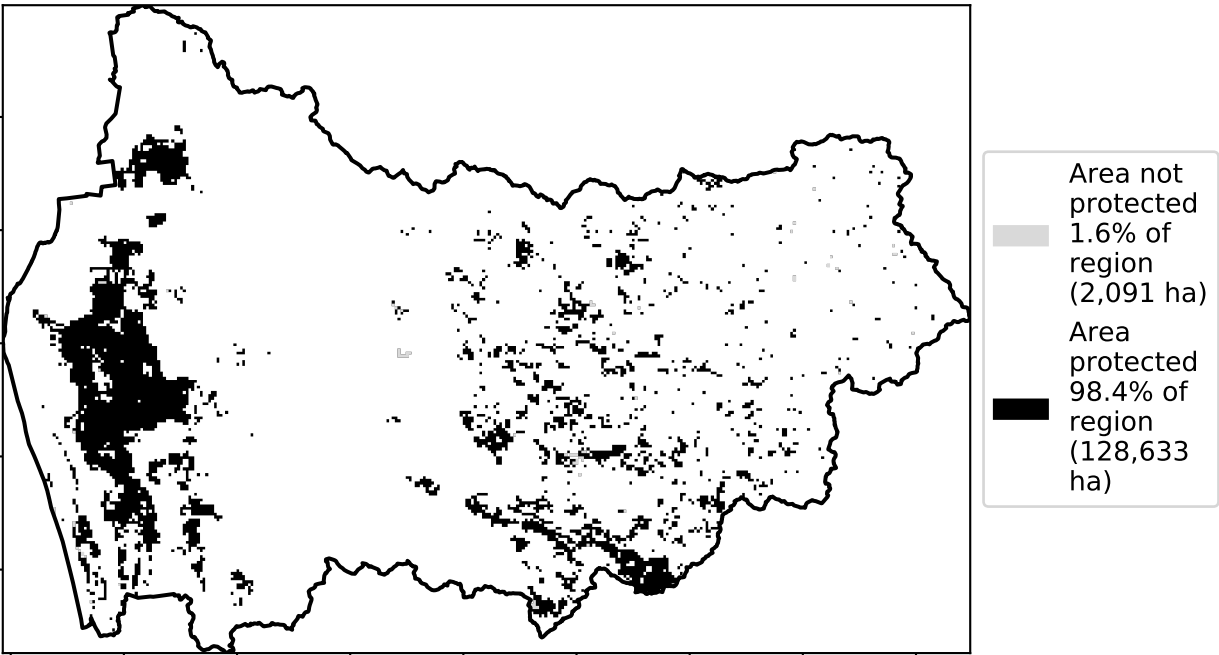 Area not
protected
1.6% of
region
(2,091 ha)
Area
protected
98.4% of
region
(128,633
ha)